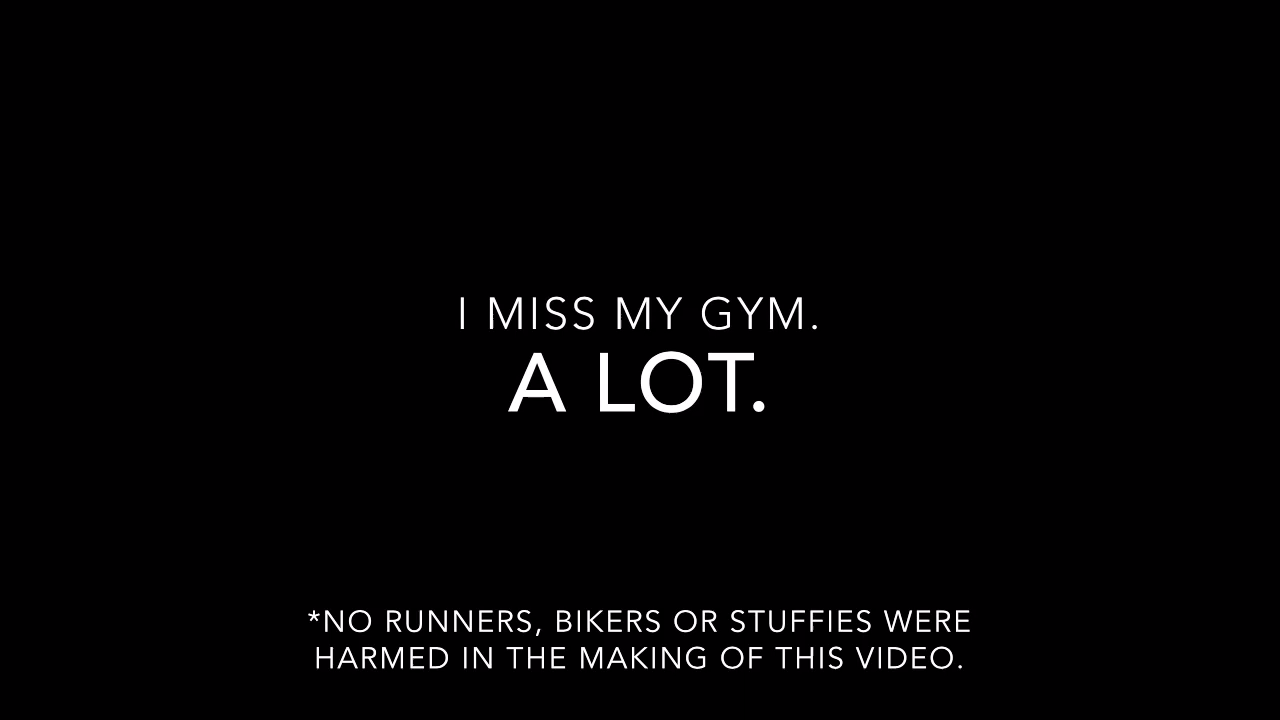 I MISS MY GYM.
A LOT.
*NO RUNNERS, BIKERS OR STUFFIES WERE
HARMED IN THE MAKING OF THIS VIDEO.